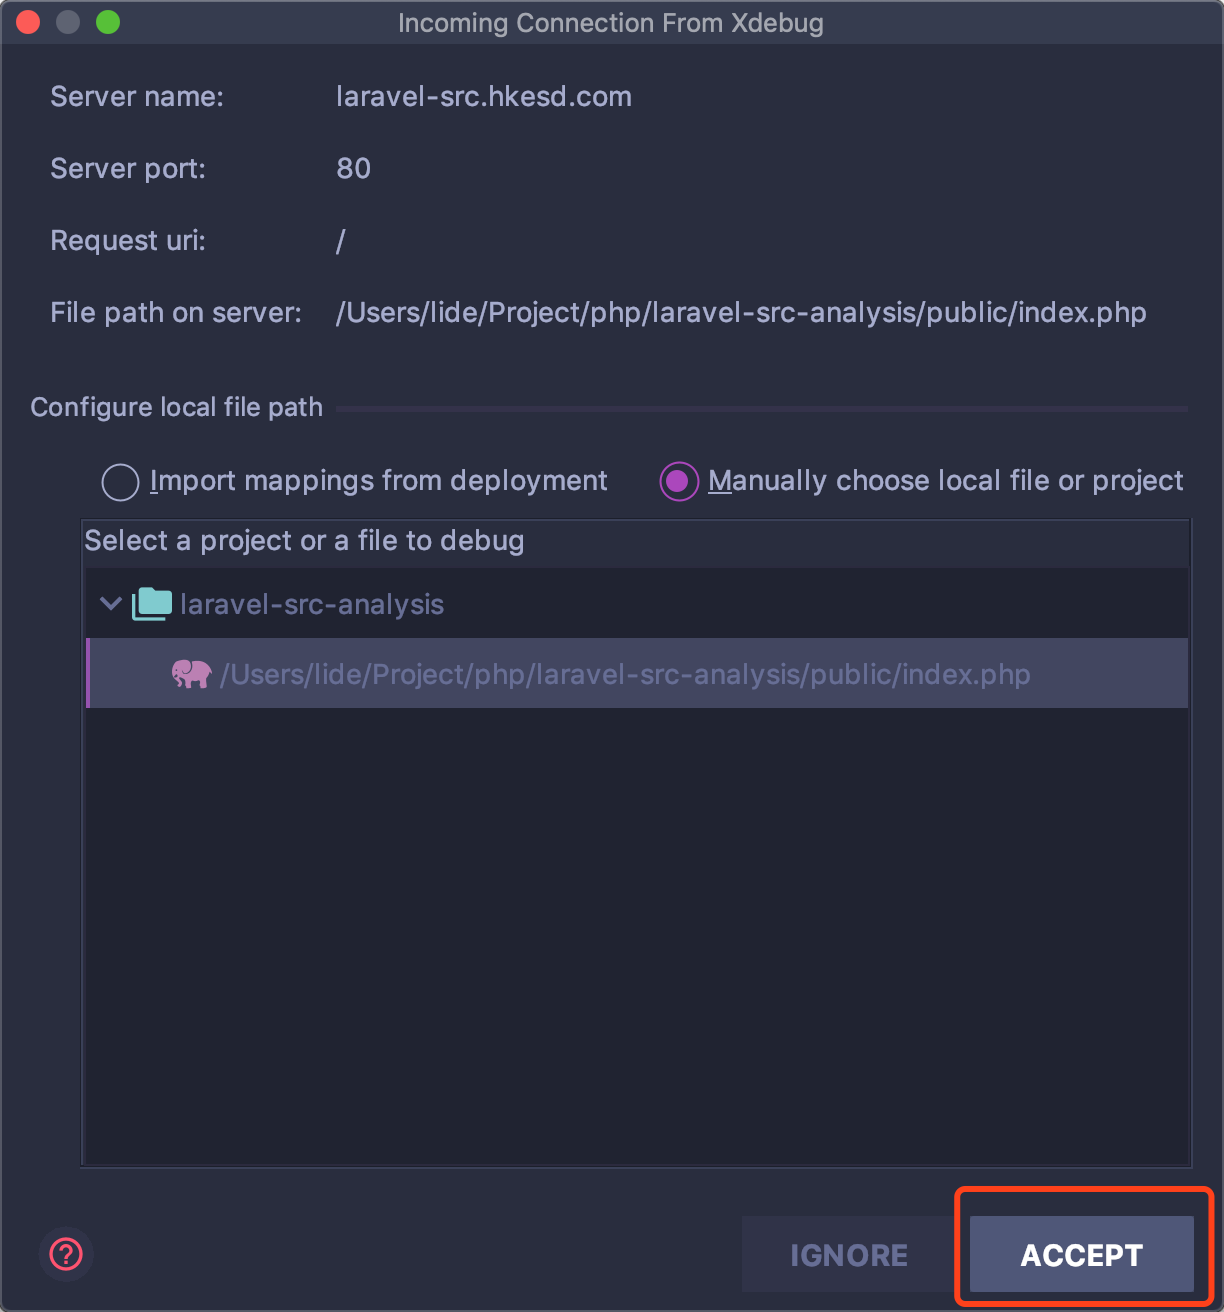 Incoming Connection From Xdebug
Server name: laravel-src.hkesd.com
Server port: 80
Request uri: /
File path on server: /Users/lide/Project/php/laravel-src-analysis/public/index.php
Configure local file path
Import mappings from deployment Manually choose local file or project
Select a project or a file to debug
laravel-src-analysis
/Users/lide/Project/php/laravel-src-analysis/public/index.php
? IGNORE ACCEPT